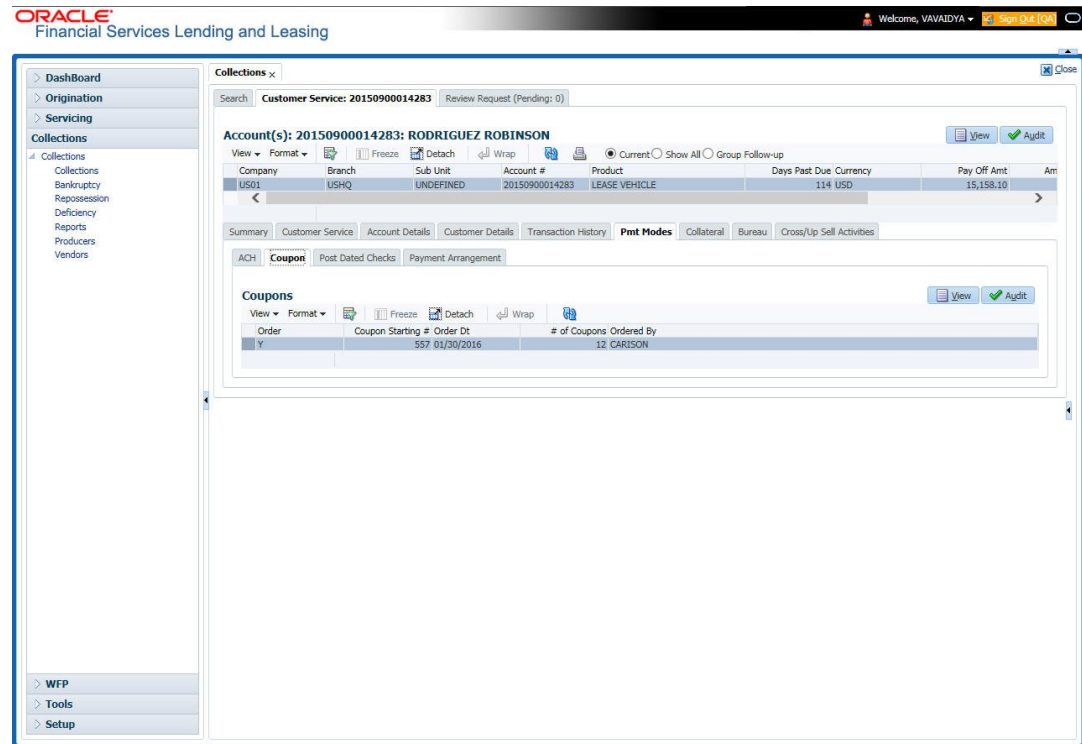 ORACLE
Financial Services Lending and Leasing
Welcome, VAVAIDYA
Sign Out [QA]
DashBoard
Origination
Servicing
Collections
Collections
Collections
Bankruptcy
Repossession
Deficiency
Reports
Producers
Vendors
WFP
Tools
Setup
Collections x
Close
Search Customer Service: 20150900014283 Review Request (Pending: 0)
Account(s): 20150900014283: RODRIGUEZ ROBINSON
View Audit
View Format Freeze Detach Wrap Current Show All Group Follow-up
Company Branch Sub Unit Account # Product Days Past Due Currency Pay Off Amt Am
US01 USHQ UNDEFINED 20150900014283 LEASE VEHICLE 114 USD 15,158.10
Summary Customer Service Account Details Customer Details Transaction History Pmt Modes Collateral Bureau Cross/Up Sell Activities
ACH Coupon Post Dated Checks Payment Arrangement
Coupons
View Audit
View Format Freeze Detach Wrap
Order Coupon Starting # Order Dt # of Coupons Ordered By
Y 557 01/30/2016 12 CARISON